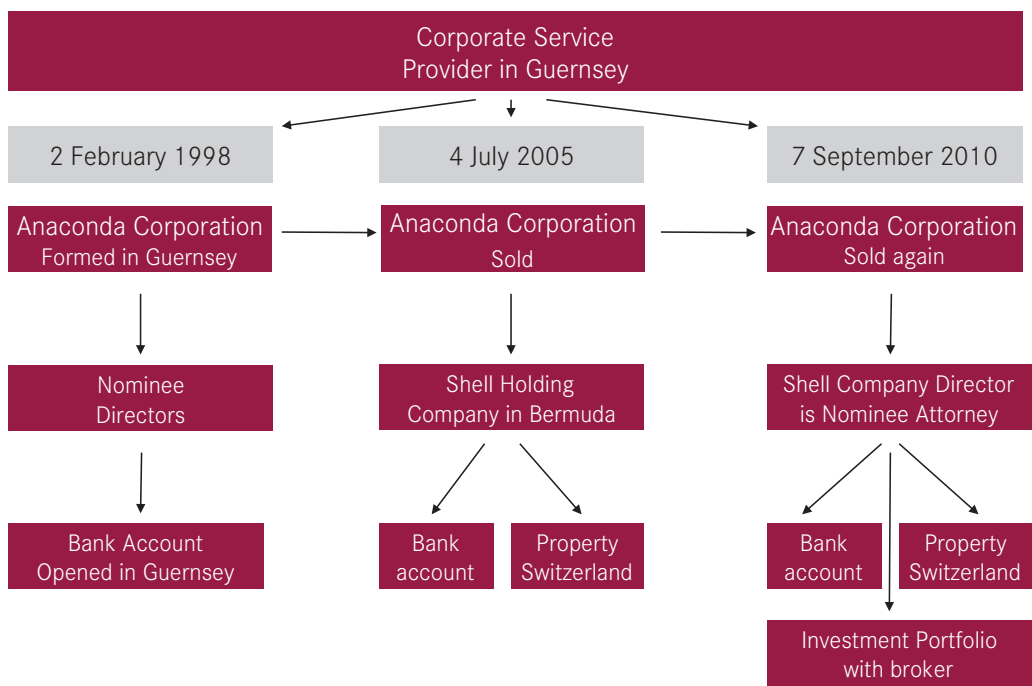 Corporate Service
Provider in Guernsey
2 February 1998
4 July 2005
7 September 2010
Anaconda Corporation
Formed in Guernsey
Anaconda Corporation
Sold
Anaconda Corporation
Sold again
Nominee
Directors
Shell Holding
Company in Bermuda
Shell Company Director
is Nominee Attorney
Bank Account
Opened in Guernsey
Bank
account
Property
Switzerland
Bank
account
Property
Switzerland
Investment Portfolio
with broker